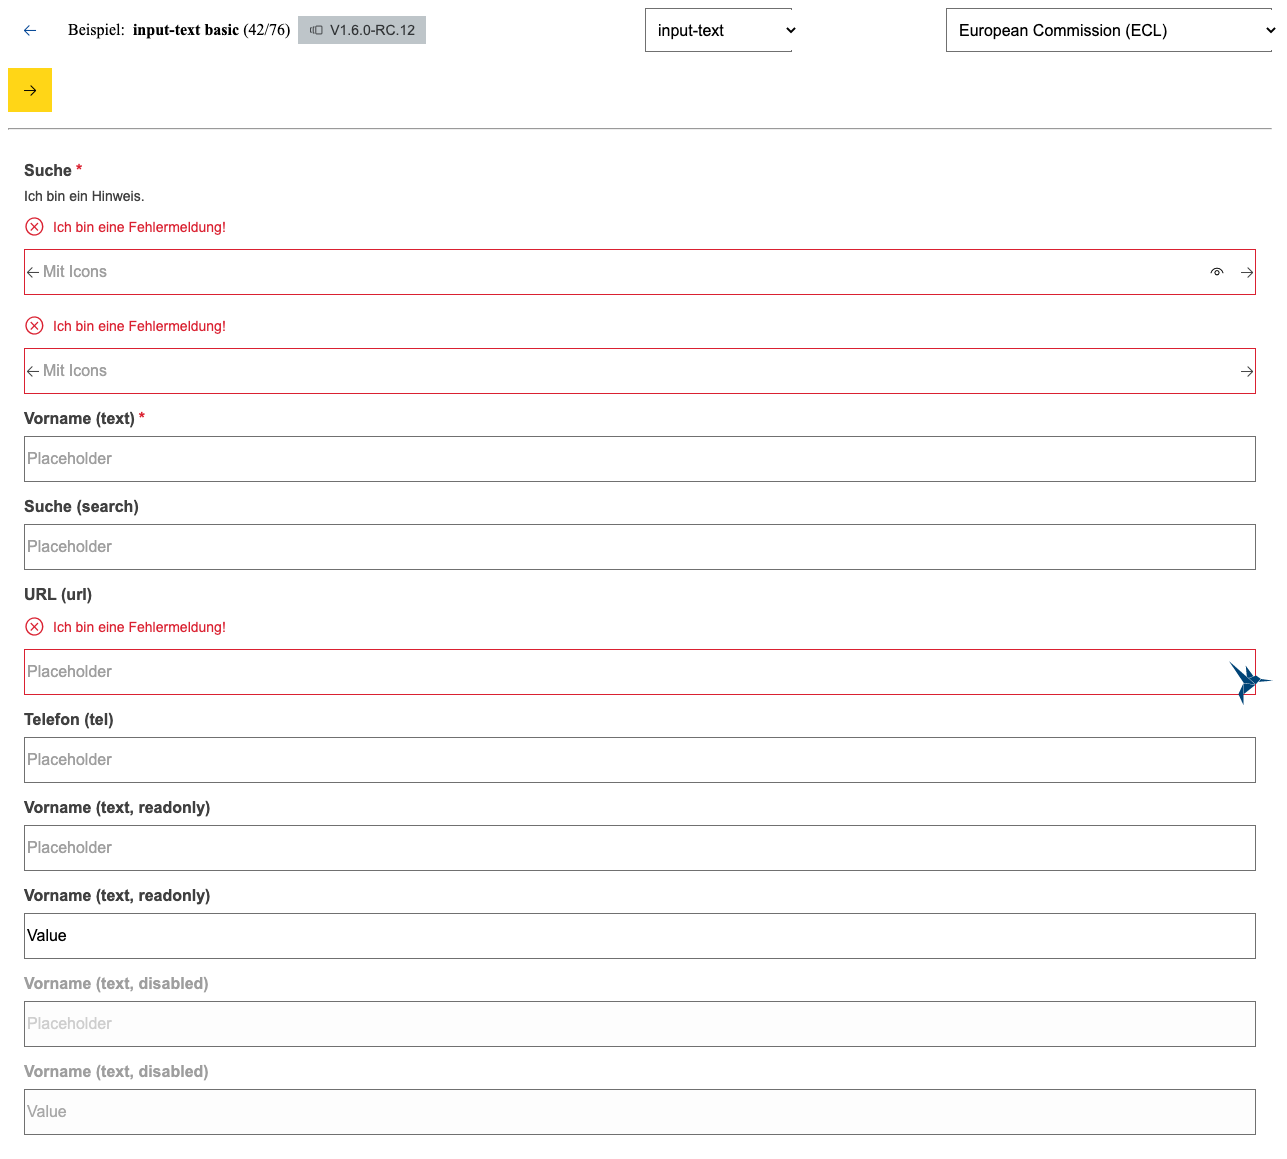 Beispiel: input-text basic (42/76) V1.6.0-RC.12 input-text European Commission (ECL)
Suche *
Ich bin ein Hinweis.
Ich bin eine Fehlermeldung!
Mit Icons
Ich bin eine Fehlermeldung!
Mit Icons
Vorname (text) *
Placeholder
Suche (search)
Placeholder
URL (url)
Ich bin eine Fehlermeldung!
Placeholder
Telefon (tel)
Placeholder
Vorname (text, readonly)
Placeholder
Vorname (text, readonly)
Value
Vorname (text, disabled)
Placeholder
Vorname (text, disabled)
Value